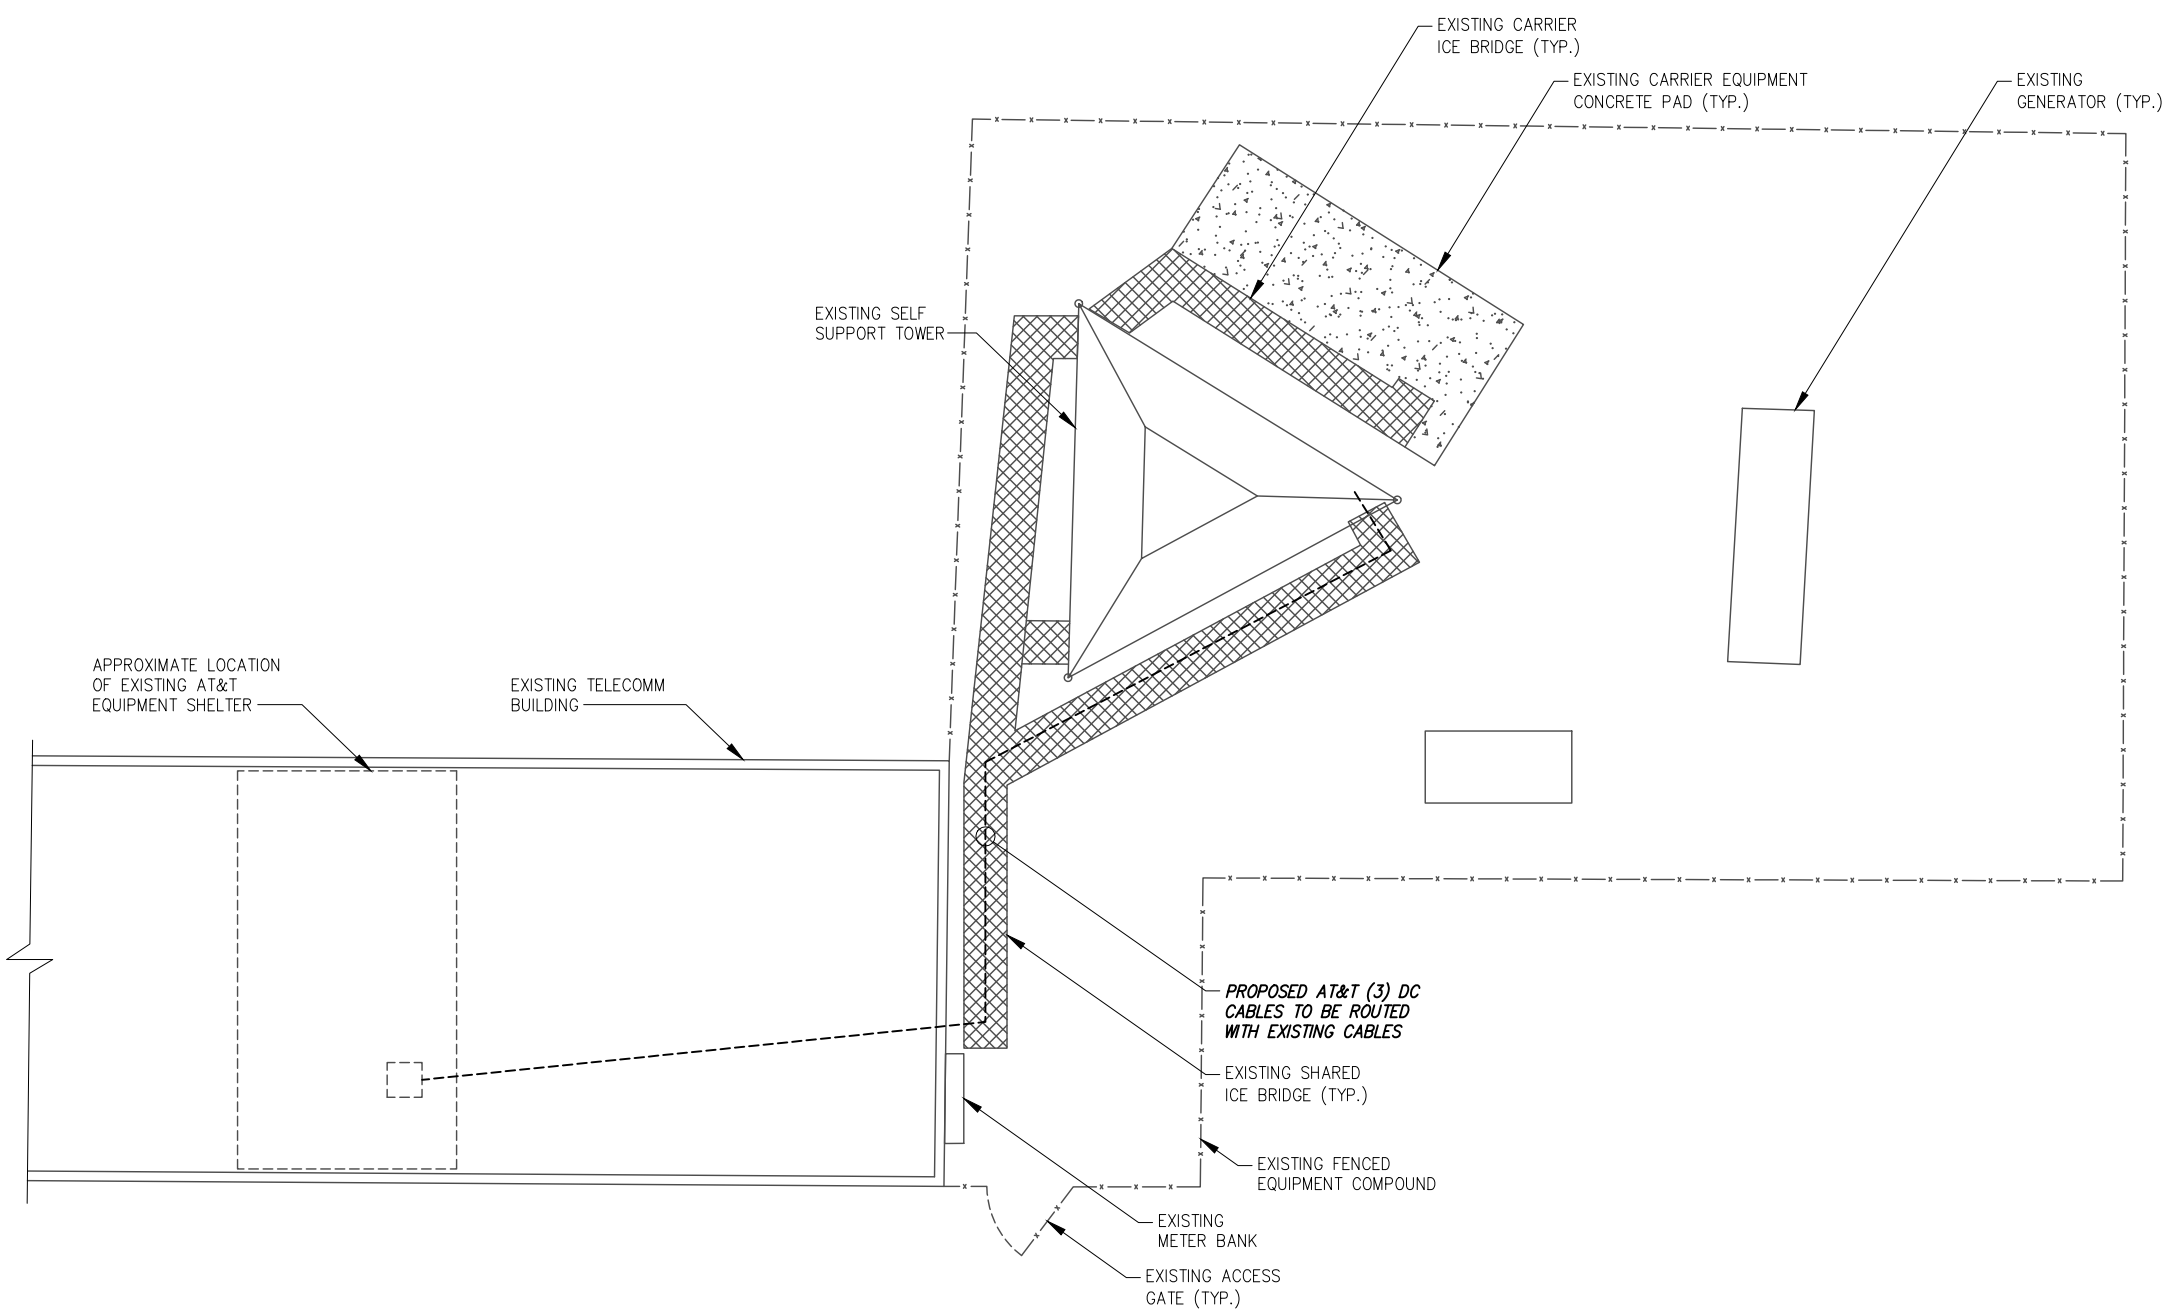 EXISTING CARRIER
ICE BRIDGE (TYP.)
EXISTING CARRIER EQUIPMENT
CONCRETE PAD (TYP.)
EXISTING
GENERATOR (TYP.)
EXISTING SELF
SUPPORT TOWER
APPROXIMATE LOCATION
OF EXISTING AT&T
EQUIPMENT SHELTER
EXISTING TELECOMM
BUILDING
PROPOSED AT&T (3) DC
CABLES TO BE ROUTED
WITH EXISTING CABLES
EXISTING SHARED
ICE BRIDGE (TYP.)
EXISTING FENCED
EQUIPMENT COMPOUND
EXISTING
METER BANK
EXISTING ACCESS
GATE (TYP.)